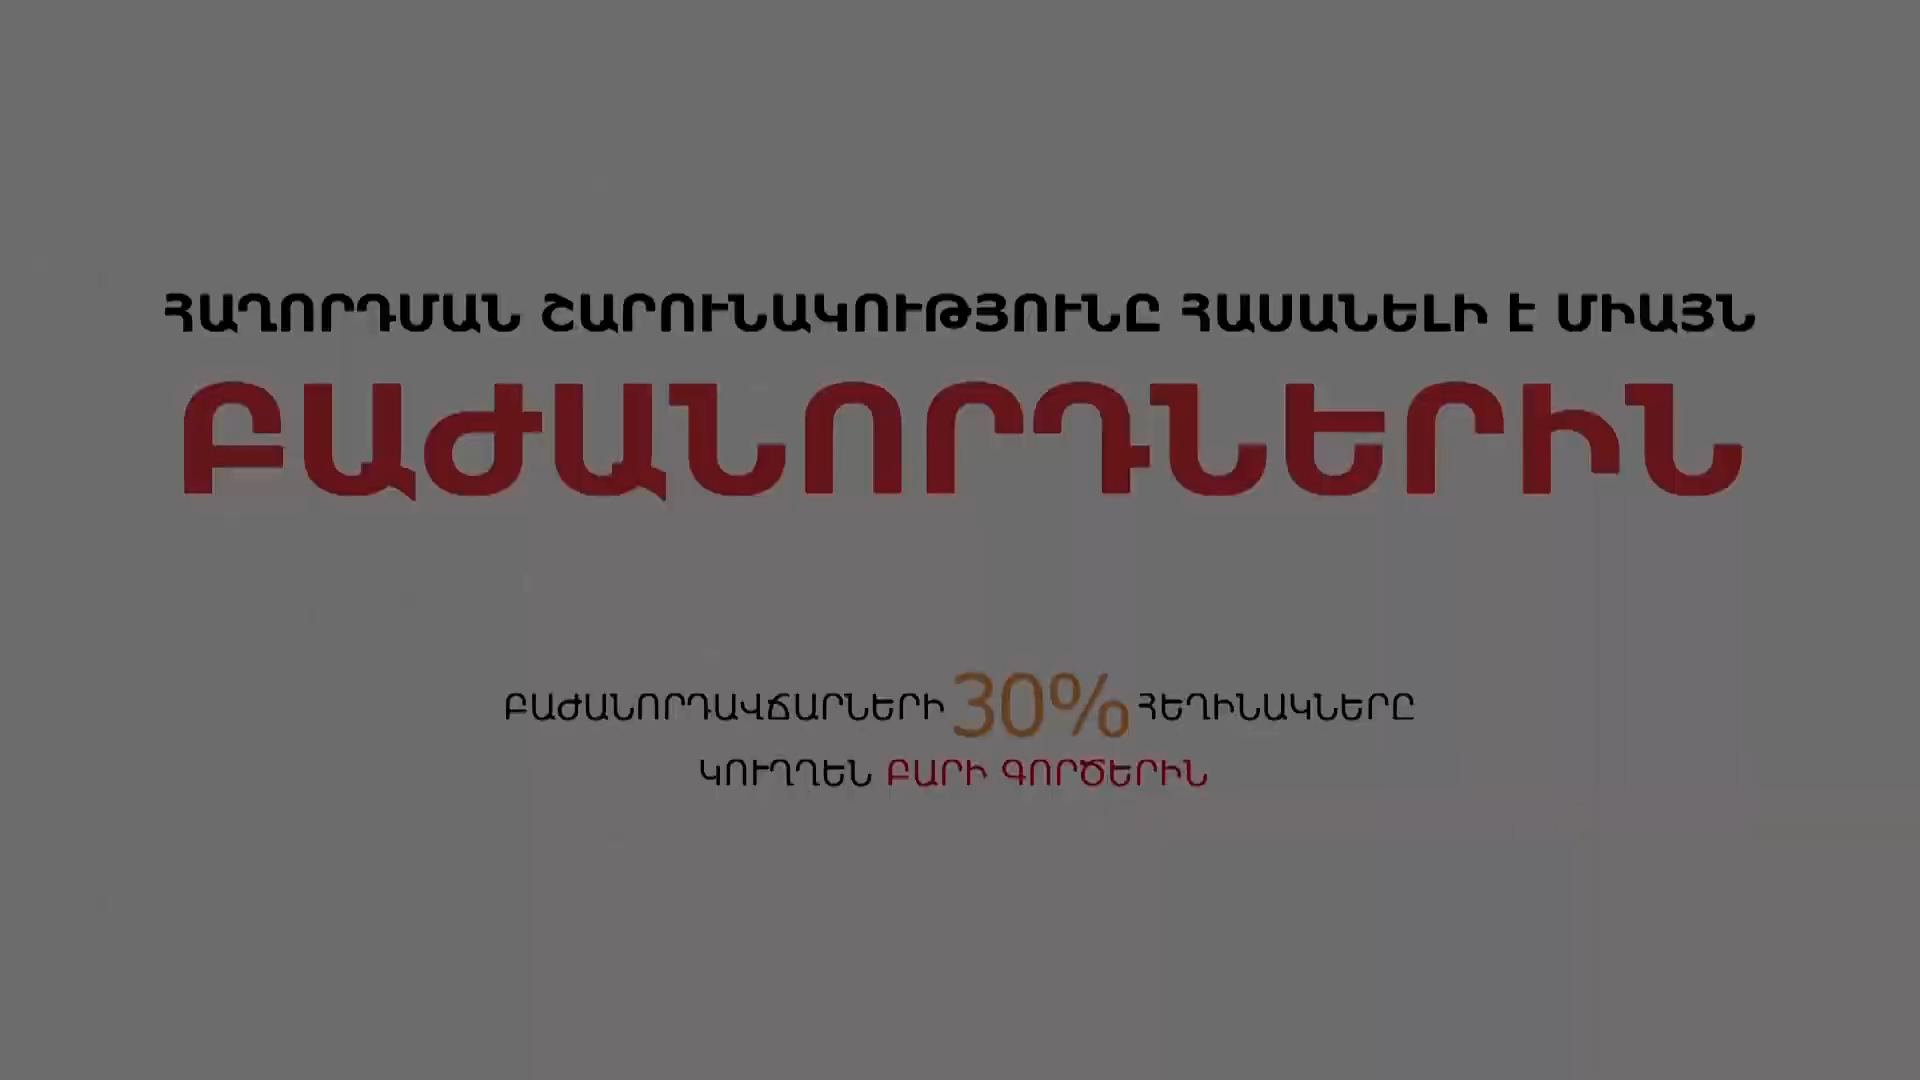 ՀԱՂՈՐԴՄԱՆ ՇԱՐՈՒՆԱԿՈՒԹՅՈՒՆԸ ՀԱՍԱՆԵԼԻ Է ՄԻԱՅՆ
ԲԱԺԱՆՈՐԴՆԵՐԻՆ
ԲԱԺԱՆՈՐԴԱՎՃԱՐՆԵՐԻ 30% ՀԵՂԻՆԱԿՆԵՐԸ
ԿՈՒՂՂԵՆ ԲԱՐԻ ԳՈՐԾԵՐԻՆ